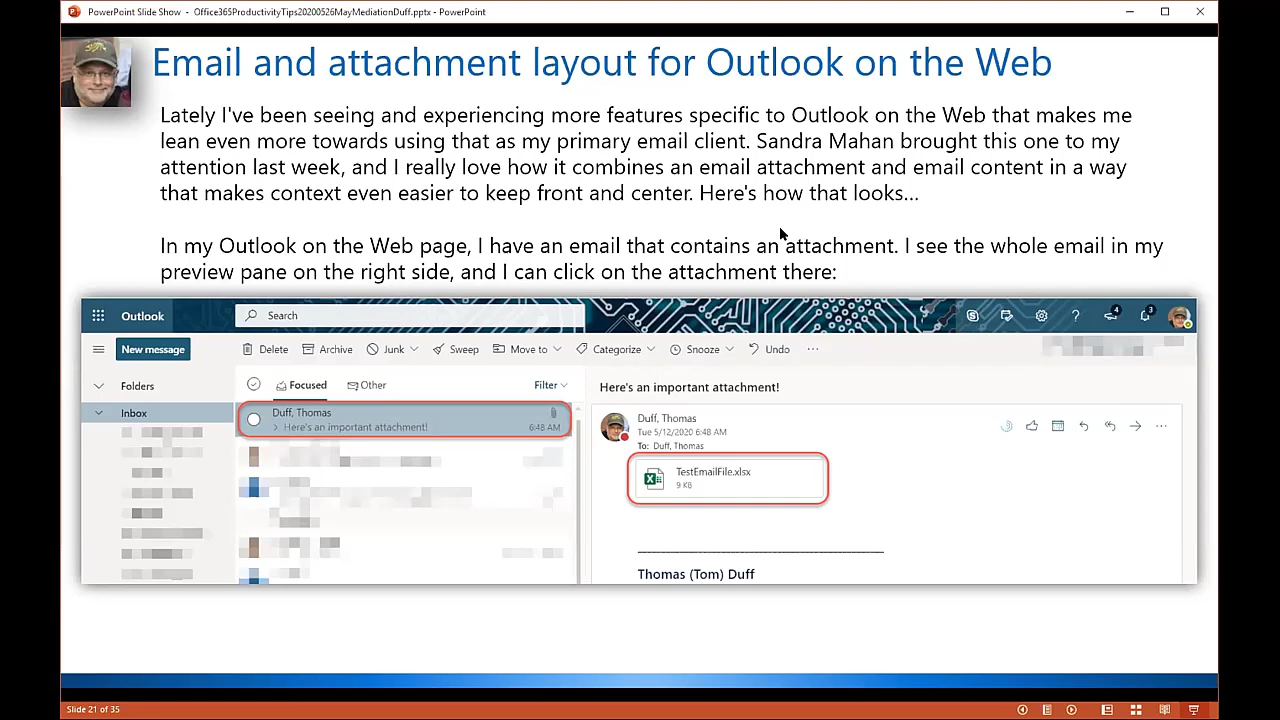 PowerPoint Slide Show - Office365ProductivityTips20200526MayMediationDuff.pptx - PowerPoint
Email and attachment layout for Outlook on the Web
Lately I've been seeing and experiencing more features specific to Outlook on the Web that makes me
lean even more towards using that as my primary email client. Sandra Mahan brought this one to my
attention last week, and I really love how it combines an email attachment and email content in a way
that makes context even easier to keep front and center. Here's how that looks...
In my Outlook on the Web page, I have an email that contains an attachment. I see the whole email in my
preview pane on the right side, and I can click on the attachment there:
Outlook Search 4 3
New message Delete Archive Junk Sweep Move to Categorize Snooze Undo ...
Folders Focused Other Filter
Inbox
Duff, Thomas
Here's an important attachment! 6:48 AM
Here's an important attachment!
Duff, Thomas
Tue 5/12/2020 6:48 AM
To: Duff, Thomas
TestEmailFile.xlsx
9 KB
Thomas (Tom) Duff
Slide 21 of 35